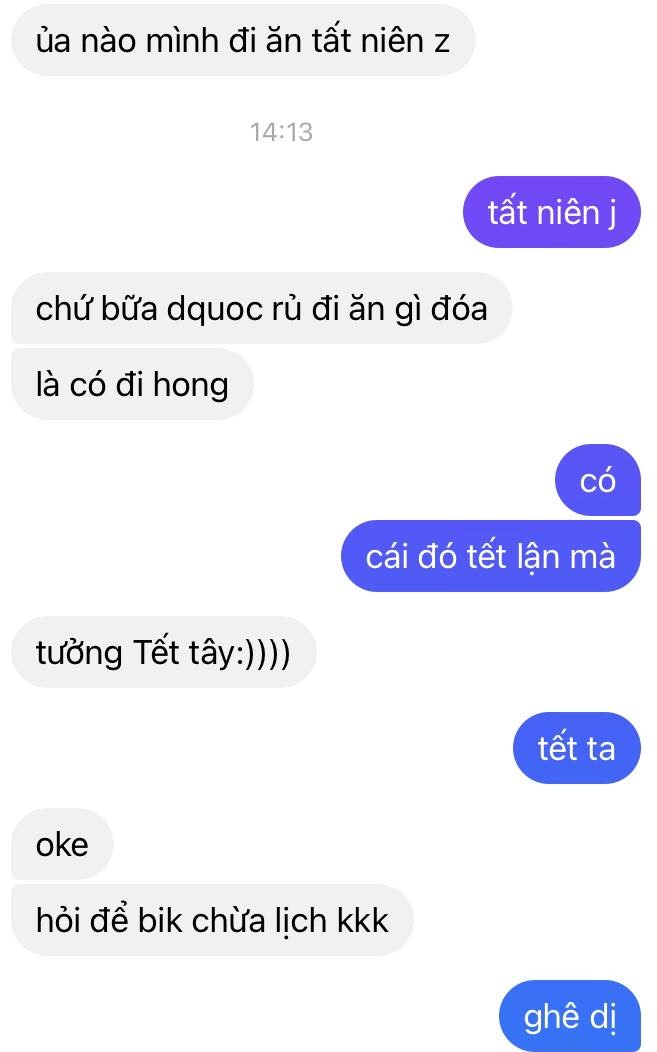 ủa nào mình đi ăn tất niên z
14:13
tất niên j
chứ bữa dquoc rủ đi ăn gì đóa
là có đi hong
có
cái đó tết lận mà
tưởng Tết tây:))))
tết ta
oke
hỏi để bik chừa lịch kkk
ghê dị